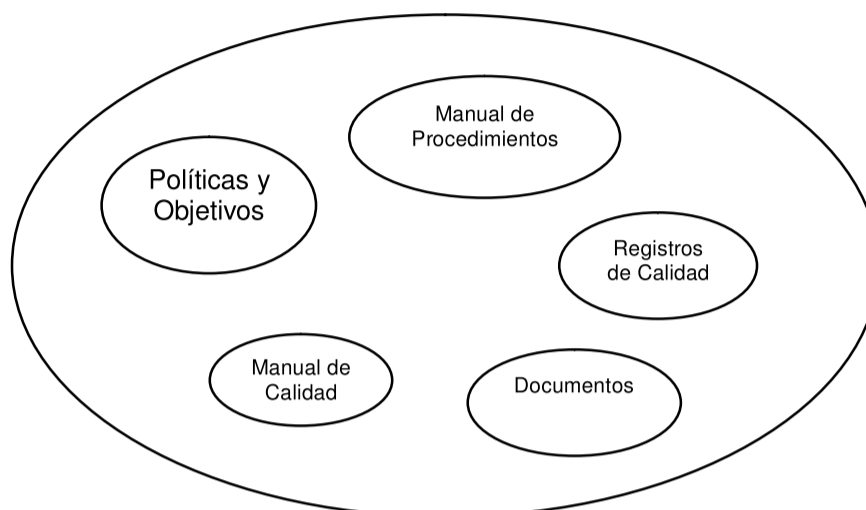 Manual de
Procedimientos
Políticas y
Objetivos
Registros
de Calidad
Manual de
Calidad
Documentos